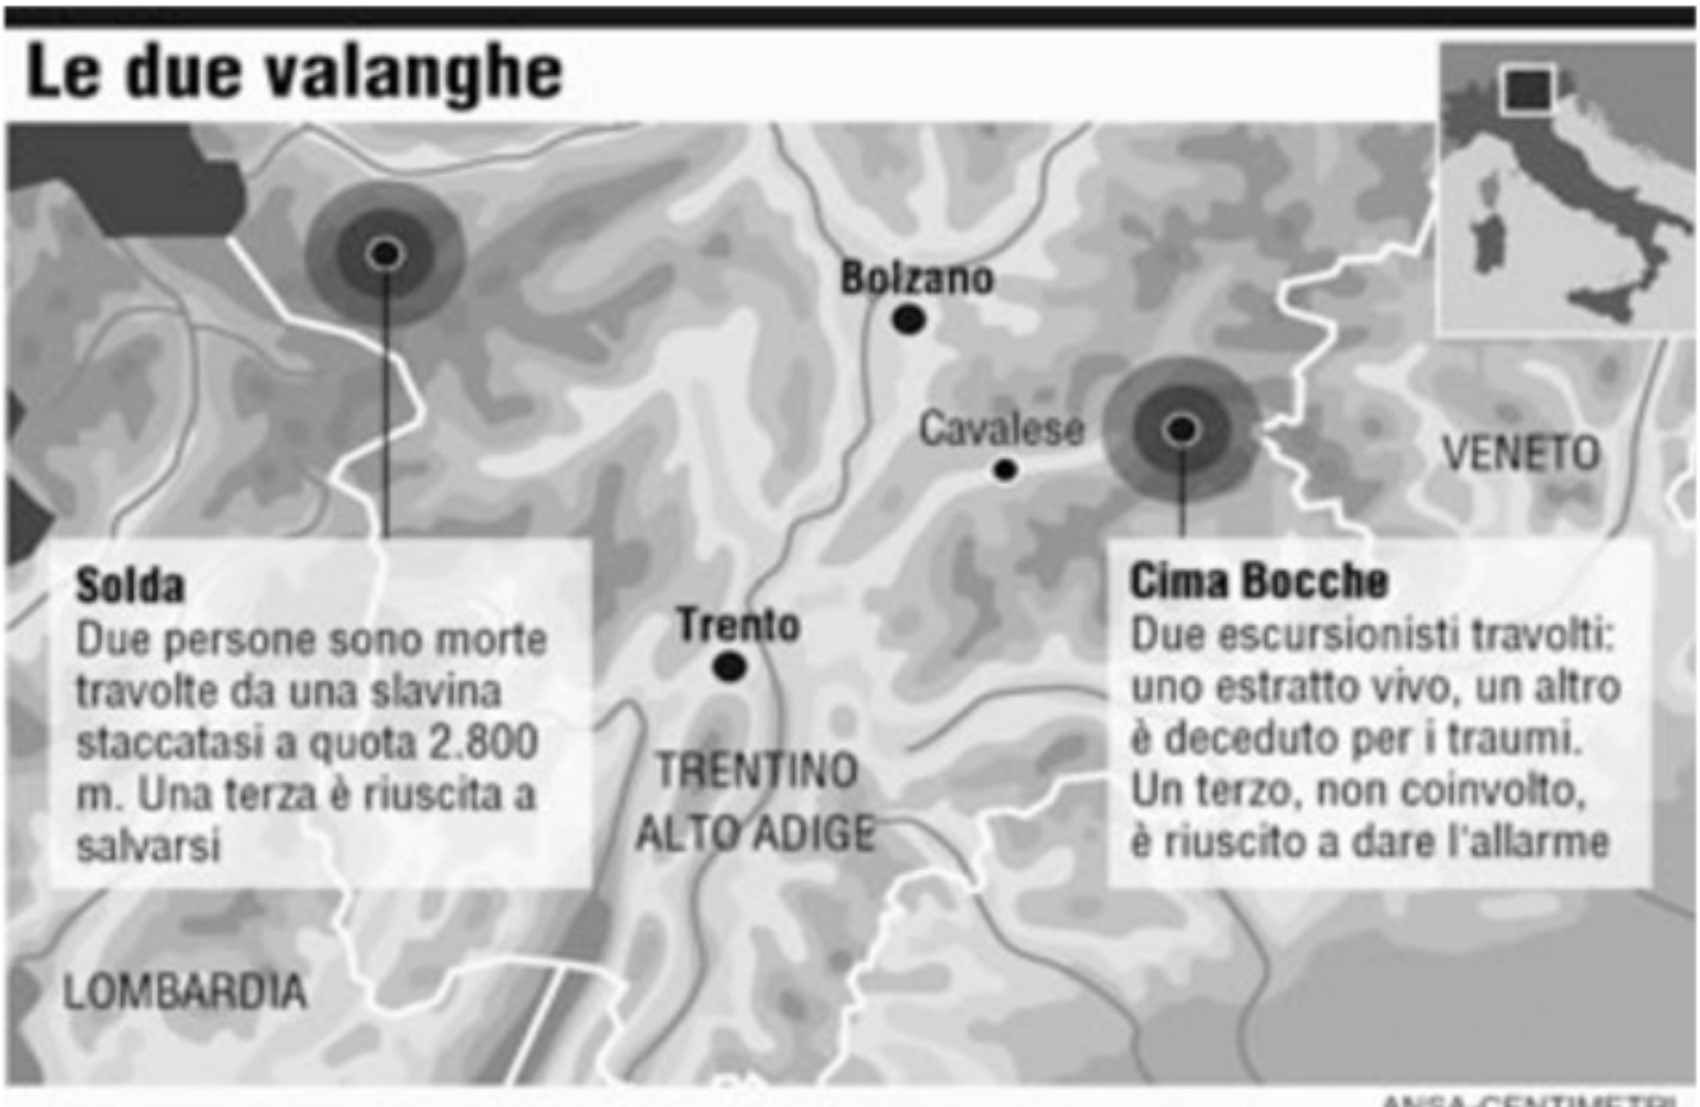 Le due valanghe
Bolzano
Cavalese
VENETO
Solda
Due persone sono morte
travolte da una slavina
staccatasi a quota 2.800
m. Una terza è riuscita a
salvarsi
Cima Bocche
Due escursionisti travolti:
uno estratto vivo, un altro
è deceduto per i traumi.
Un terzo, non coinvolto,
è riuscito a dare l'allarme
Trento
TRENTINO
ALTO ADIGE
LOMBARDIA
ANSA-CENTIMETRI